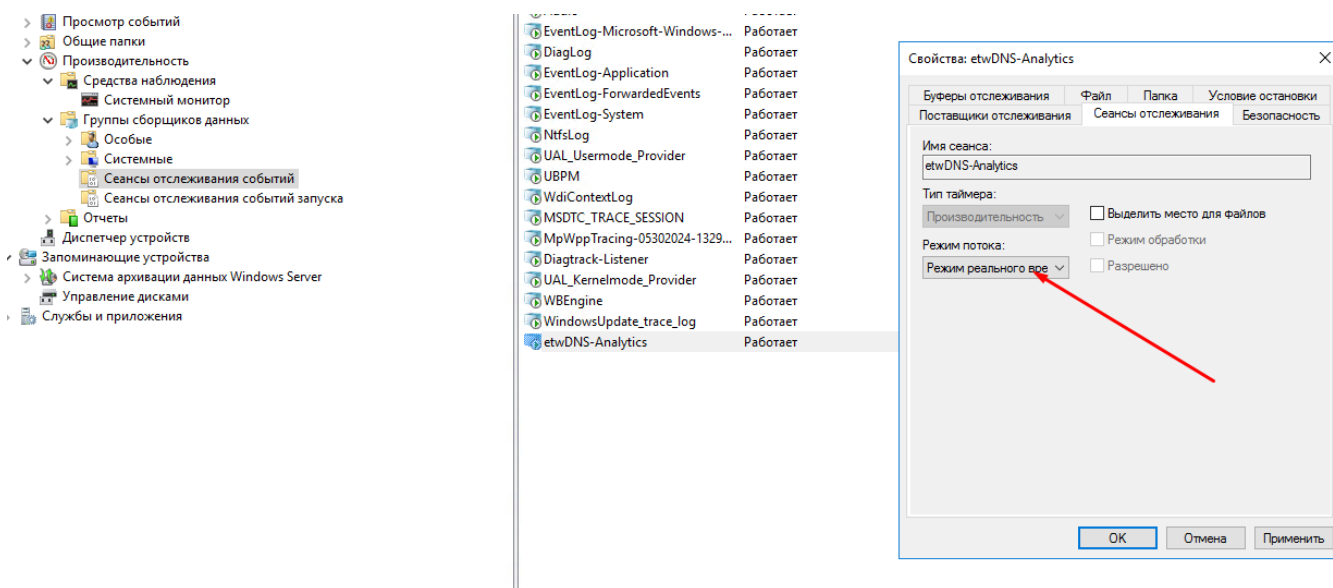 Просмотр событий
Общие папки
Производительность
Средства наблюдения
Системный монитор
Группы сборщиков данных
Особые
Системные
Сеансы отслеживания событий
Сеансы отслеживания событий запуска
Отчеты
Диспетчер устройств
Запоминающие устройства
Система архивации данных Windows Server
Управление дисками
Службы и приложения
EventLog-Microsoft-Windows-... Работает
DiagLog Работает
EventLog-Application Работает
EventLog-ForwardedEvents Работает
EventLog-System Работает
NtfsLog Работает
UAL_Usermode_Provider Работает
UBPM Работает
WdiContextLog Работает
MSDTC_TRACE_SESSION Работает
MpWppTracing-05302024-1329... Работает
Diagtrack-Listener Работает
UAL_Kernelmode_Provider Работает
WBEngine Работает
WindowsUpdate_trace_log Работает
etwDNS-Analytics Работает
Свойства: etwDNS-Analytics
Буферы отслеживания Файл Папка Условие остановки
Поставщики отслеживания Сеансы отслеживания Безопасность
Имя сеанса:
etwDNS-Analytics
Тип таймера:
Производительность Выделить место для файлов
Режим обработки
Режим потока:
Режим реального вре Разрешено
OK Отмена Применить